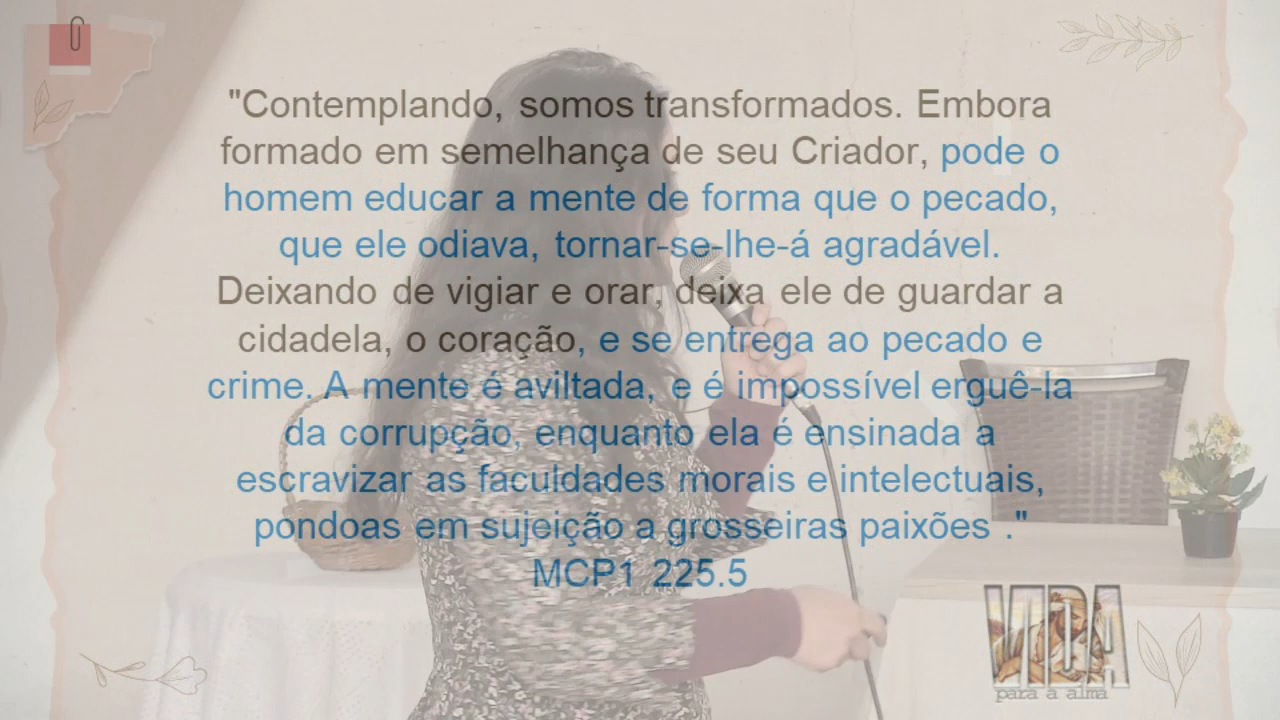 "Contemplando, somos transformados. Embora
formado em semelhança de seu Criador, pode o
homem educar a mente de forma que o pecado,
que ele odiava, tornar-se-lhe-á agradável.
Deixando de vigiar e orar, deixa ele de guardar a
cidadela, o coração, e se entrega ao pecado e
crime. A mente é aviltada, e é impossível erguê-la
da corrupção, enquanto ela é ensinada a
escravizar as faculdades morais e intelectuais,
pondoas em sujeição a grosseiras paixões ."
MCP1 225.5
VIDA
para a alma